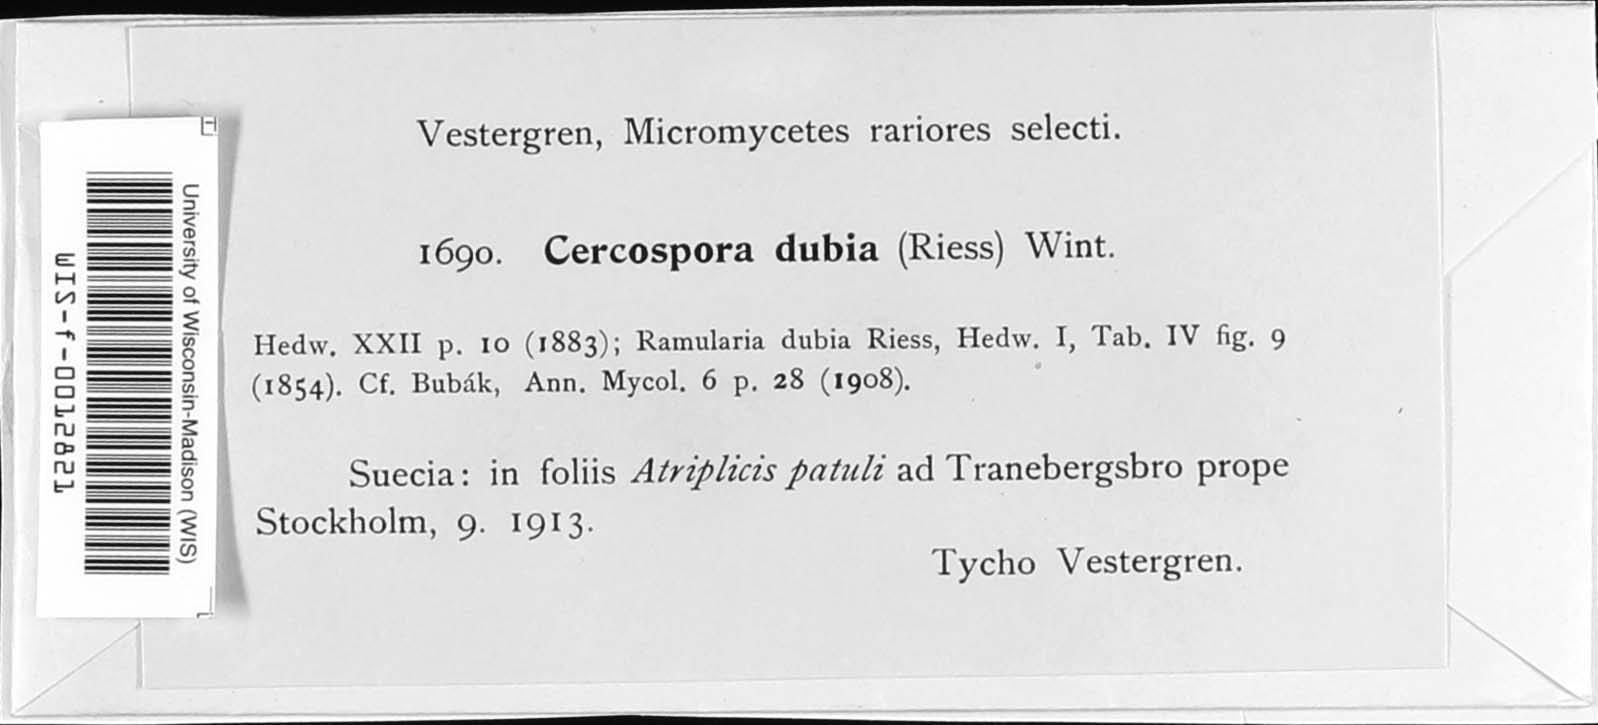 Vestergren, Micromycetes rariores selecti.
1690. Cercospora dubia (Riess) Wint.
Hedw. XXII p. 10 (1883); Ramularia dubia Riess, Hedw. I, Tab. IV fig. 9
(1854). Cf. Bubák, Ann. Mycol. 6 p. 28 (1908).
Suecia: in foliis Atriplicis patuli ad Tranebergsbro prope
Stockholm, 9. 1913.
Tycho Vestergren.
University of Wisconsin-Madison (WIS)
WIS-f-0012821